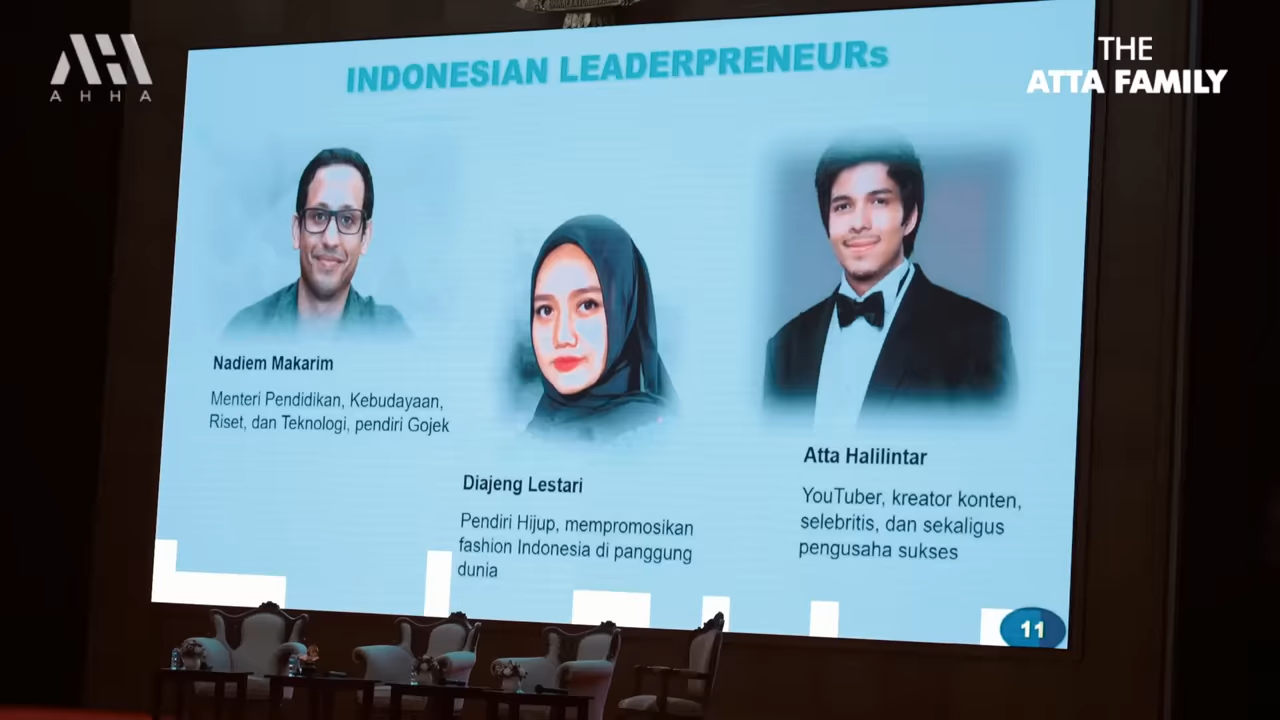 AHHA
THE
ATTA FAMILY
INDONESIAN LEADERPRENEURs
Nadiem Makarim
Menteri Pendidikan, Kebudayaan,
Riset, dan Teknologi, pendiri Gojek
Diajeng Lestari
Pendiri Hijup, mempromosikan
fashion Indonesia di panggung
dunia
Atta Halilintar
YouTuber, kreator konten,
selebritis, dan sekaligus
pengusaha sukses
11